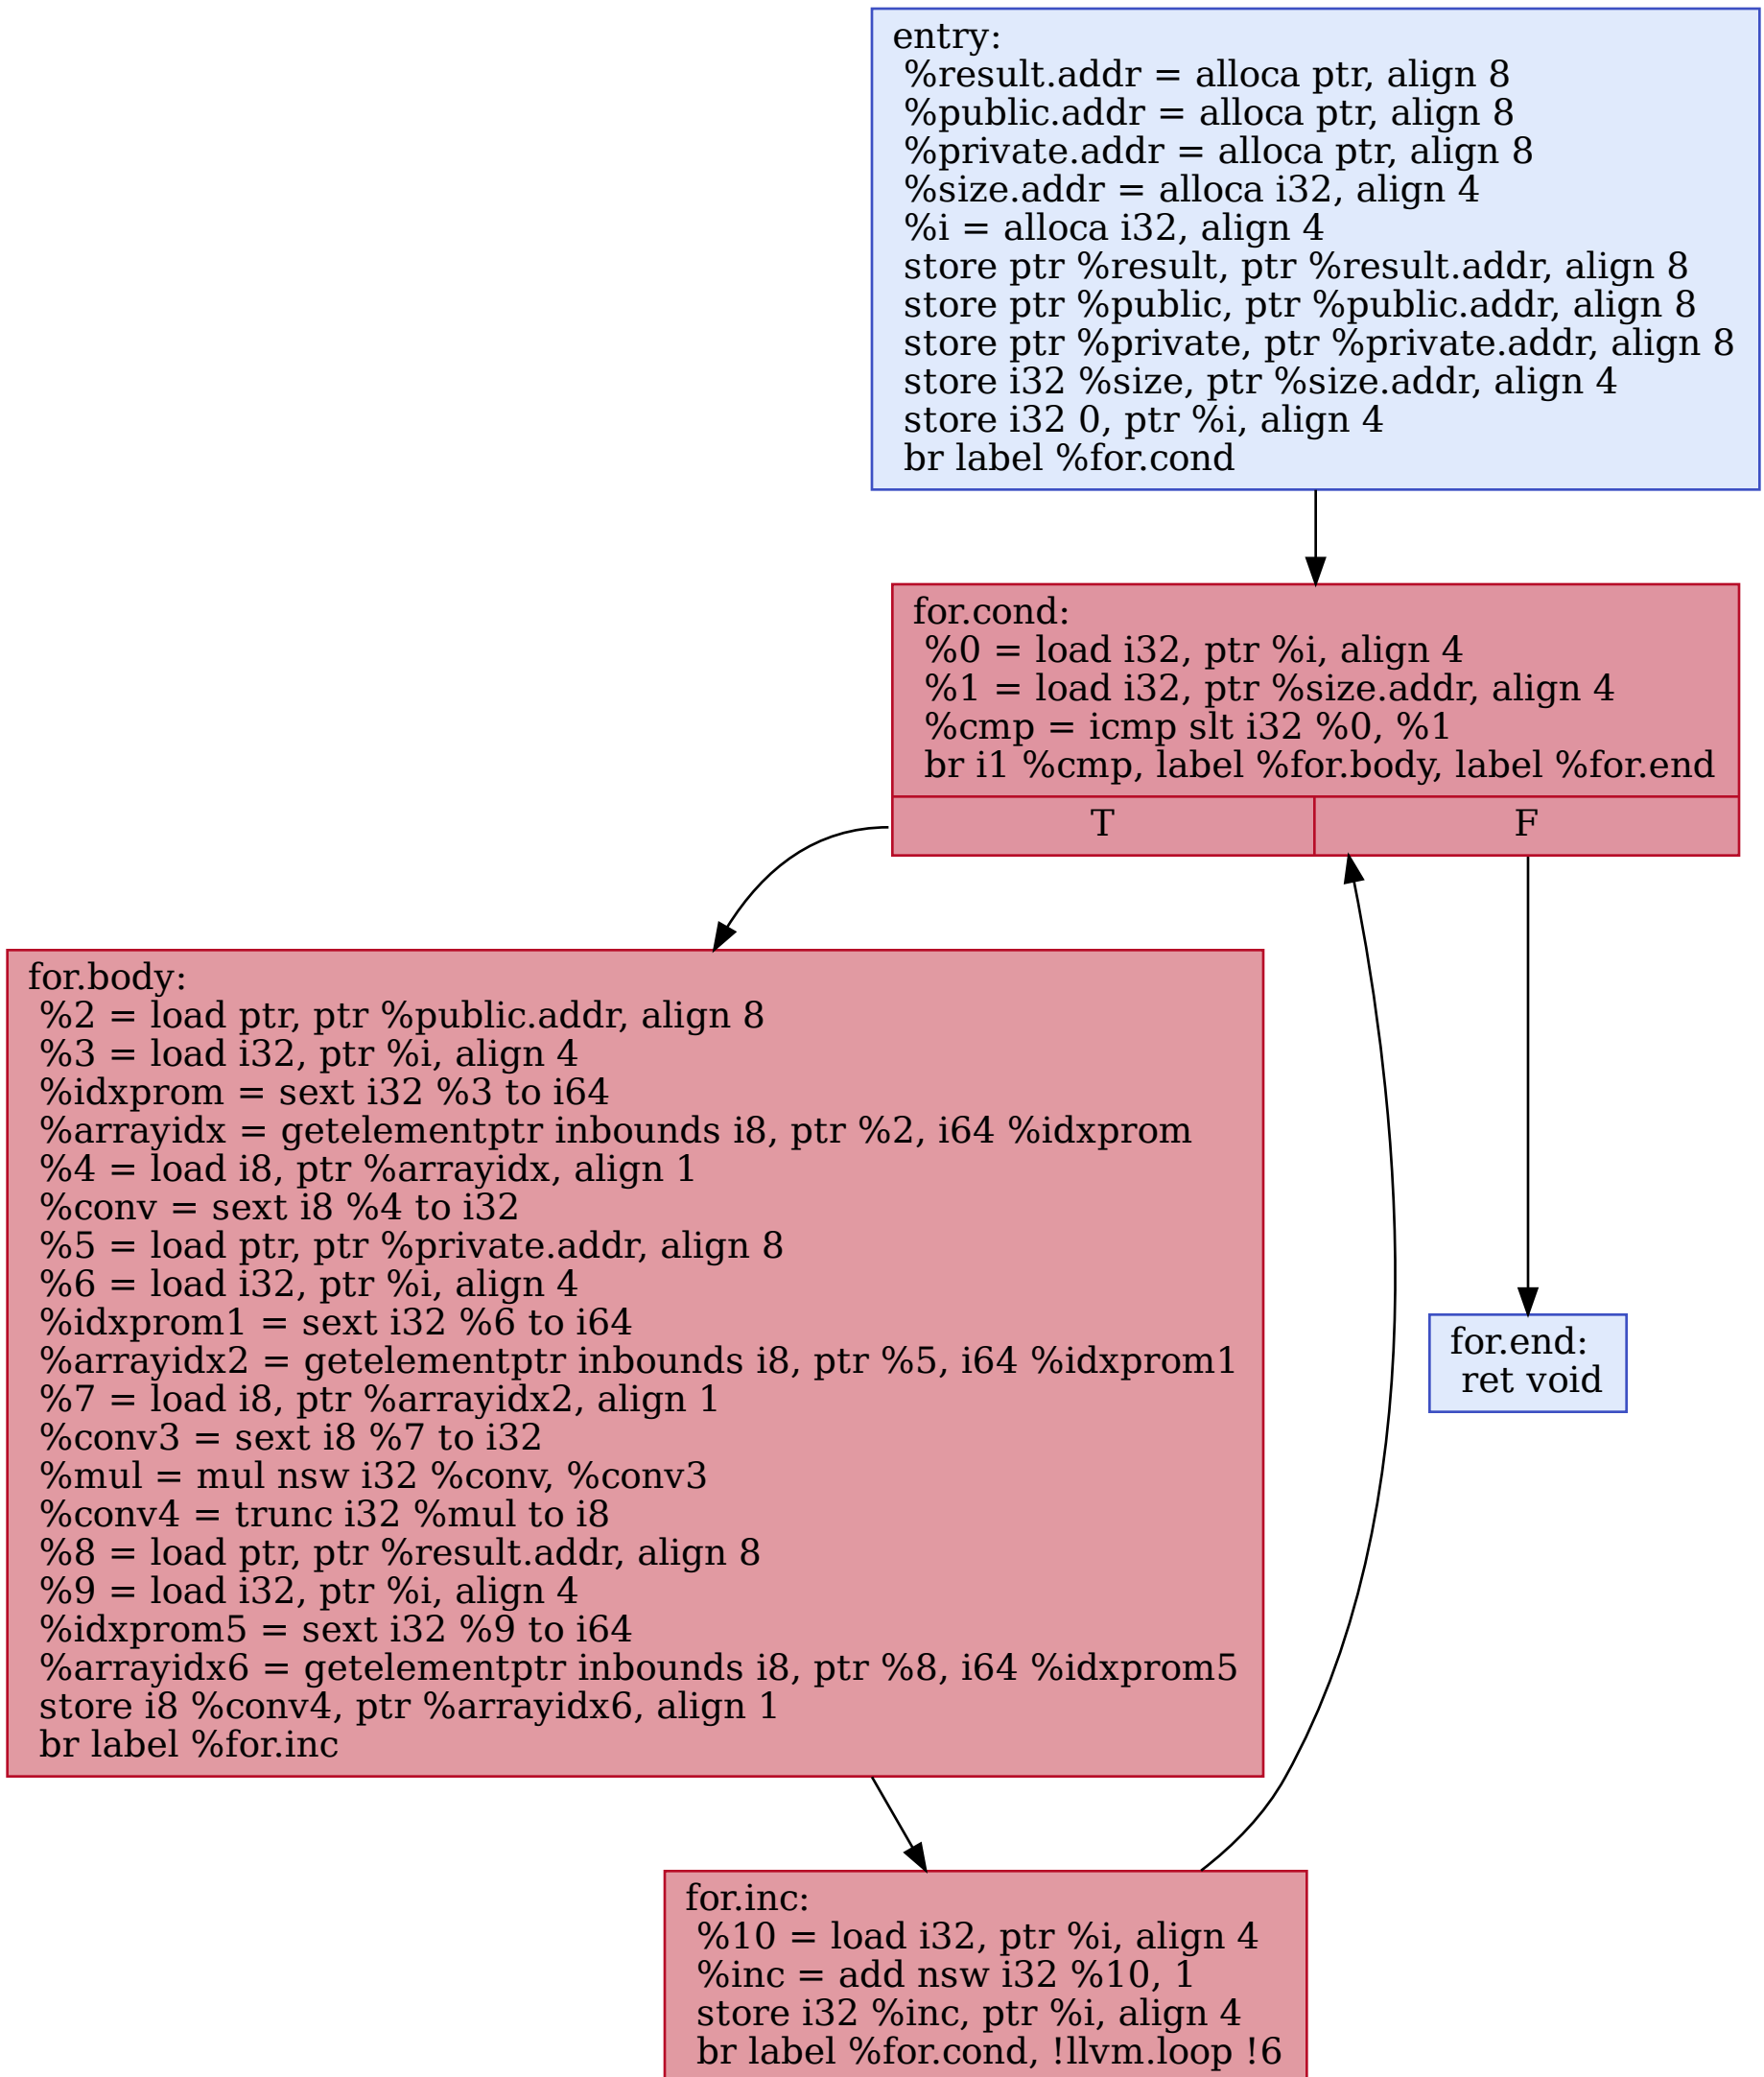 entry:
%result.addr = alloca ptr, align 8
%public.addr = alloca ptr, align 8
%private.addr = alloca ptr, align 8
%size.addr = alloca i32, align 4
%i = alloca i32, align 4
store ptr %result, ptr %result.addr, align 8
store ptr %public, ptr %public.addr, align 8
store ptr %private, ptr %private.addr, align 8
store i32 %size, ptr %size.addr, align 4
store i32 0, ptr %i, align 4
br label %for.cond
for.cond:
%0 = load i32, ptr %i, align 4
%1 = load i32, ptr %size.addr, align 4
%cmp = icmp slt i32 %0, %1
br i1 %cmp, label %for.body, label %for.end
T F
for.body:
%2 = load ptr, ptr %public.addr, align 8
%3 = load i32, ptr %i, align 4
%idxprom = sext i32 %3 to i64
%arrayidx = getelementptr inbounds i8, ptr %2, i64 %idxprom
%4 = load i8, ptr %arrayidx, align 1
%conv = sext i8 %4 to i32
%5 = load ptr, ptr %private.addr, align 8
%6 = load i32, ptr %i, align 4
%idxprom1 = sext i32 %6 to i64
%arrayidx2 = getelementptr inbounds i8, ptr %5, i64 %idxprom1
%7 = load i8, ptr %arrayidx2, align 1
%conv3 = sext i8 %7 to i32
%mul = mul nsw i32 %conv, %conv3
%conv4 = trunc i32 %mul to i8
%8 = load ptr, ptr %result.addr, align 8
%9 = load i32, ptr %i, align 4
%idxprom5 = sext i32 %9 to i64
%arrayidx6 = getelementptr inbounds i8, ptr %8, i64 %idxprom5
store i8 %conv4, ptr %arrayidx6, align 1
br label %for.inc
for.end:
ret void
for.inc:
%10 = load i32, ptr %i, align 4
%inc = add nsw i32 %10, 1
store i32 %inc, ptr %i, align 4
br label %for.cond, !llvm.loop !6